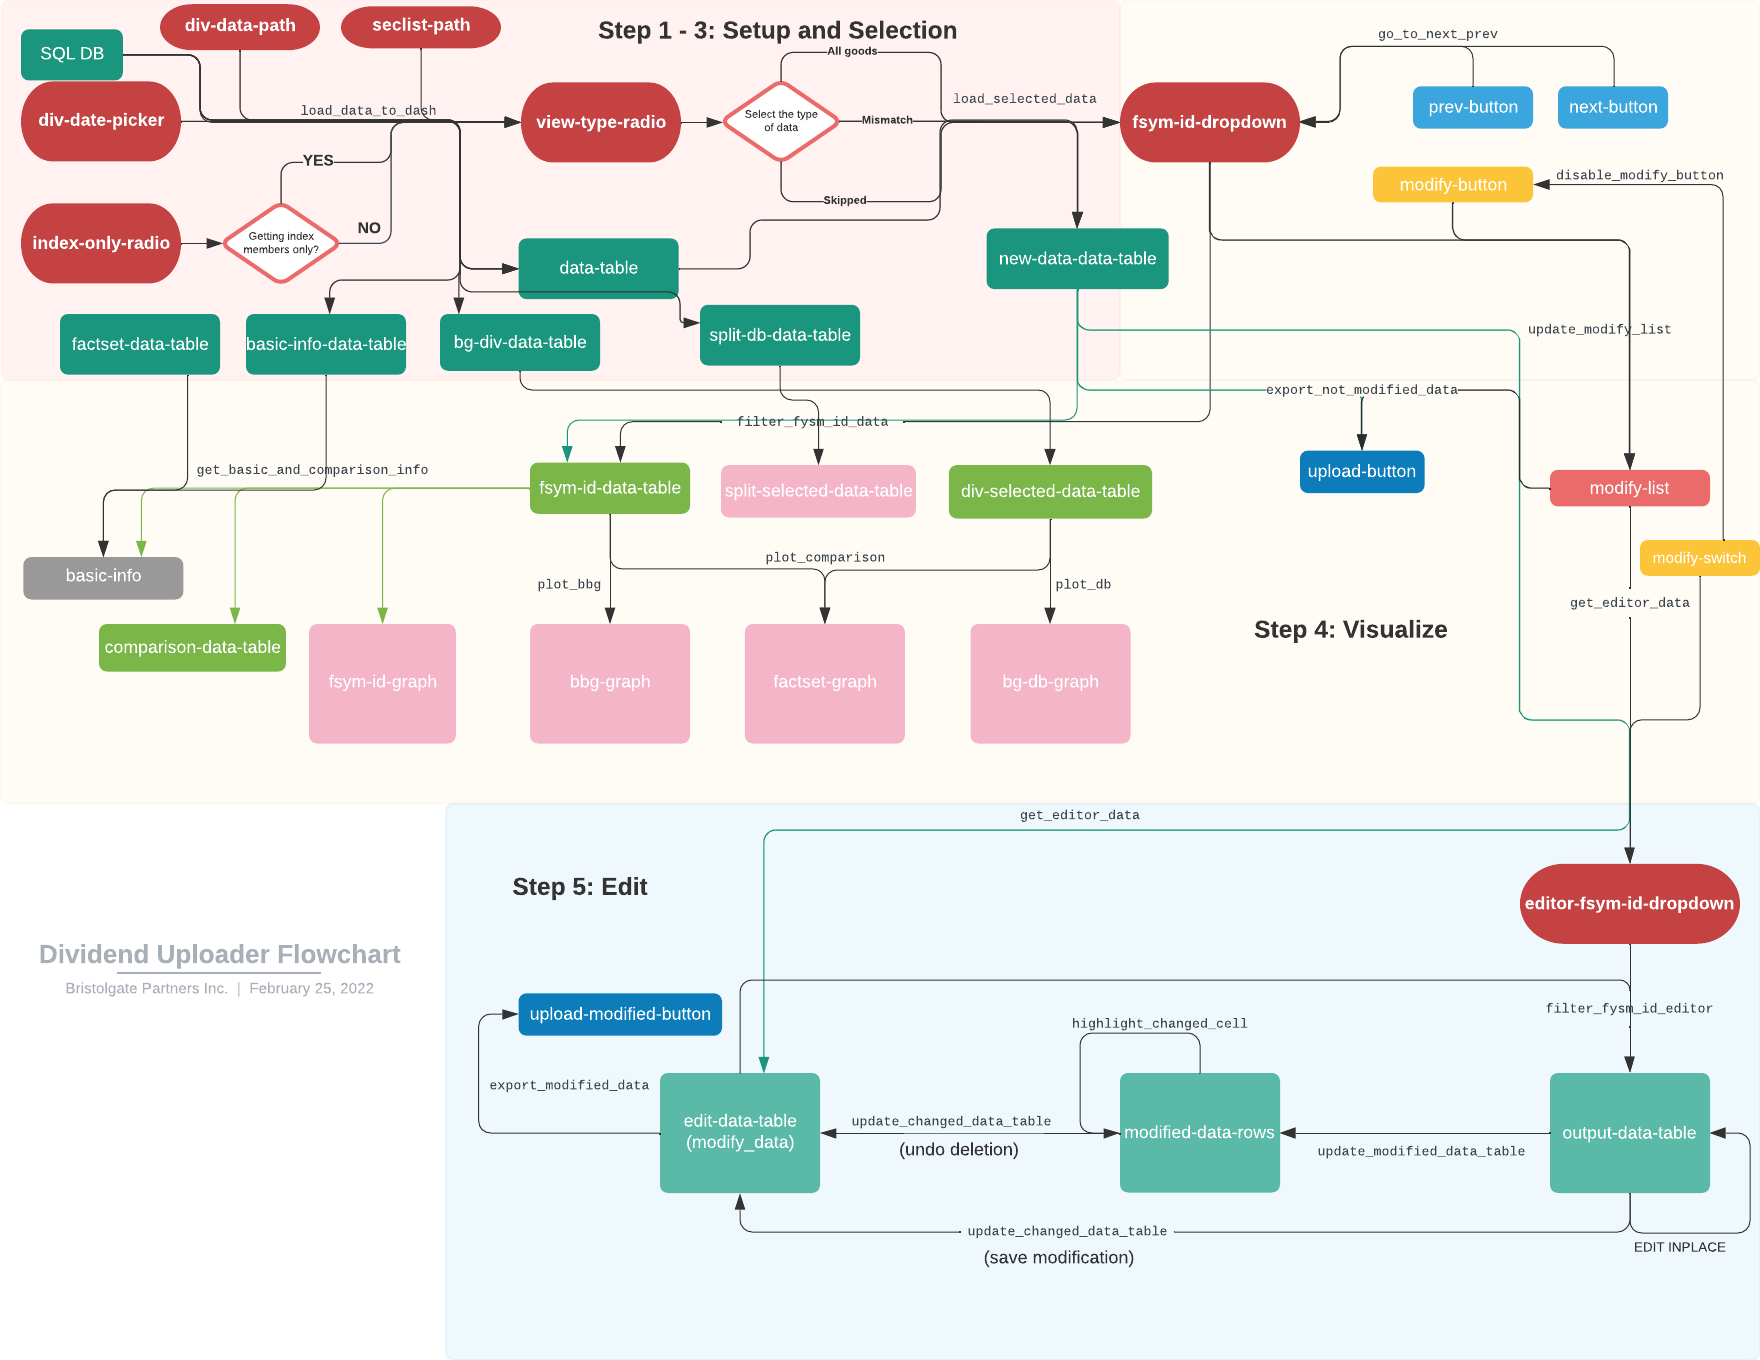 Step 1 - 3: Setup and Selection
div-data-path
seclist-path
SQL DB
div-date-picker
load_data_to_dash
view-type-radio
All goods
Select the type
of data
Mismatch
Skipped
load_selected_data
fsym-id-dropdown
go_to_next_prev
prev-button
next-button
modify-button
disable_modify_button
YES
NO
index-only-radio
Getting index
members only?
data-table
new-data-data-table
factset-data-table
basic-info-data-table
bg-div-data-table
split-db-data-table
update_modify_list
export_not_modified_data
filter_fysm_id_data
get_basic_and_comparison_info
fsym-id-data-table
split-selected-data-table
div-selected-data-table
upload-button
modify-list
modify-switch
basic-info
plot_comparison
plot_bbg
plot_db
get_editor_data
Step 4: Visualize
comparison-data-table
fsym-id-graph
bbg-graph
factset-graph
bg-db-graph
get_editor_data
Step 5: Edit
editor-fsym-id-dropdown
Dividend Uploader Flowchart
Bristolgate Partners Inc. | February 25, 2022
upload-modified-button
filter_fysm_id_editor
highlight_changed_cell
export_modified_data
edit-data-table
(modify_data)
update_changed_data_table
(undo deletion)
modified-data-rows
update_modified_data_table
output-data-table
update_changed_data_table
(save modification)
EDIT INPLACE